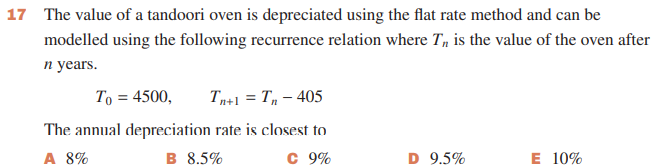 17 The value of a tandoori oven is depreciated using the flat rate method and can be
modelled using the following recurrence relation where Tₙ is the value of the oven after
n years.
T₀ = 4500, Tₙ₊₁ = Tₙ − 405
The annual depreciation rate is closest to
A 8% B 8.5% C 9% D 9.5% E 10%